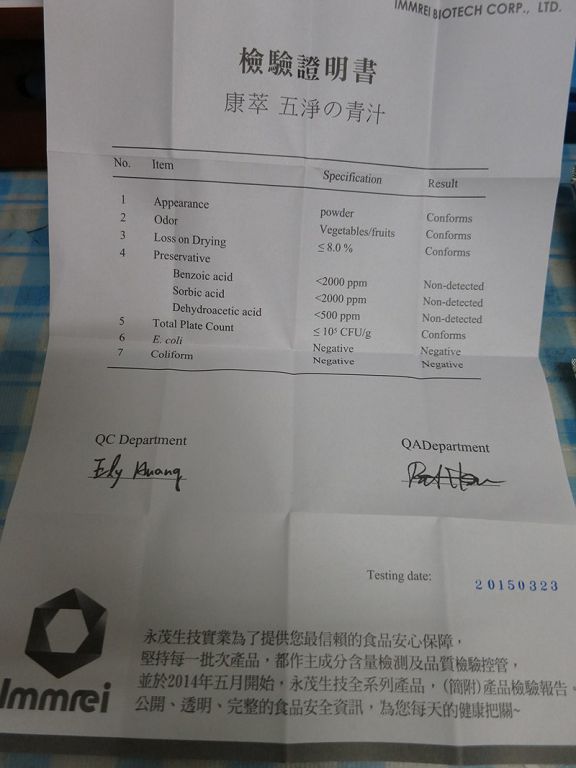 IMMREI BIOTECH CORP., LTD.
檢驗證明書
康萃 五淨の青汁
No. Item Specification Result
1 Appearance powder Conforms
2 Odor Vegetables/fruits Conforms
3 Loss on Drying ≤ 8.0 % Conforms
4 Preservative
Benzoic acid <2000 ppm Non-detected
Sorbic acid <2000 ppm Non-detected
Dehydroacetic acid <500 ppm Non-detected
5 Total Plate Count ≤ 10⁵ CFU/g Conforms
6 E. coli Negative Negative
7 Coliform Negative Negative
QC Department QADepartment
Testing date: 20150323
永茂生技實業為了提供您最信賴的食品安心保障，
堅持每一批次產品，都作主成分含量檢測及品質檢驗控管，
並於2014年五月開始，永茂生技全系列產品，(簡附)產品檢驗報告。
公開、透明、完整的食品安全資訊，為您每天的健康把關~
Immrei